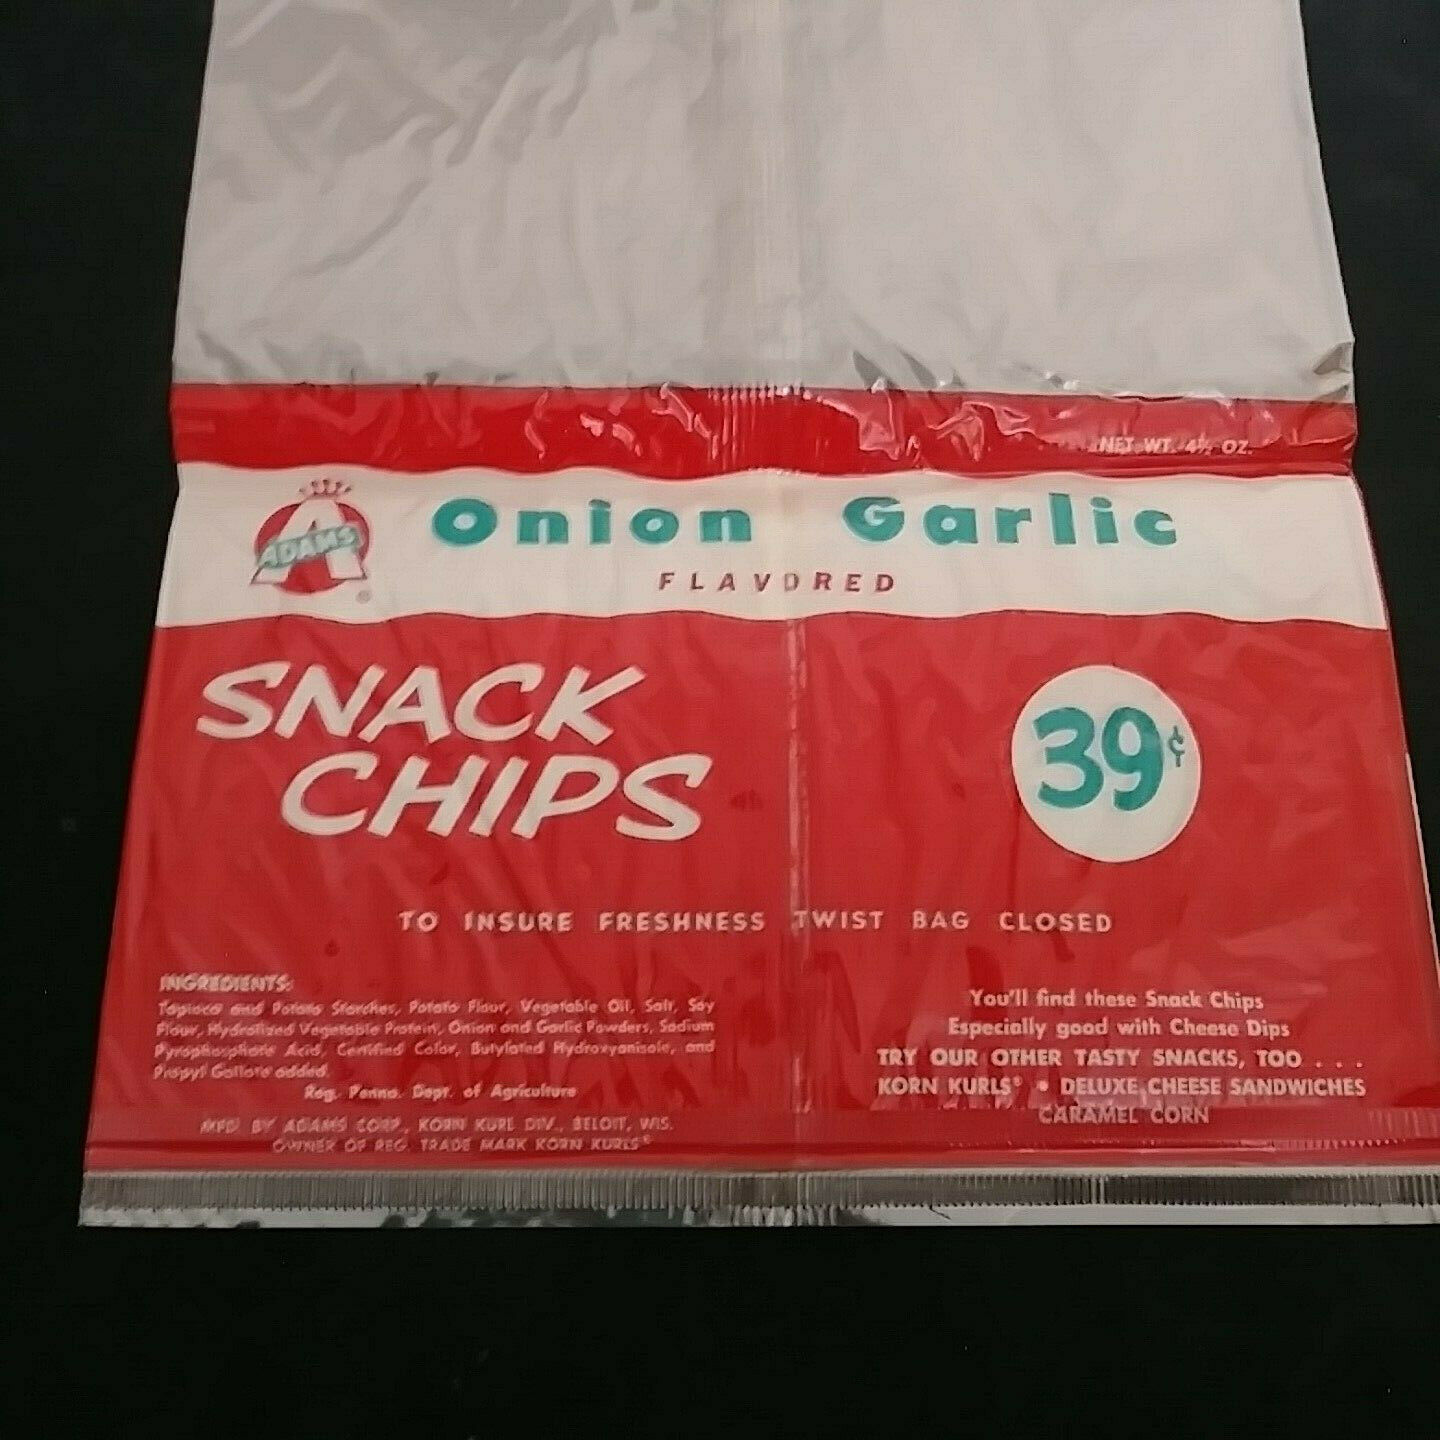 NET WT. 4½ OZ.
A
ADAMS
®
Onion Garlic
FLAVORED
SNACK
CHIPS
39¢
TO INSURE FRESHNESS TWIST BAG CLOSED
INGREDIENTS:
Tapioca and Potato Starches, Potato Flour, Vegetable Oil, Salt, Soy
Flour, Hydrolized Vegetable Protein, Onion and Garlic Powders, Sodium
Pyrophosphate Acid, Certified Color, Butylated Hydroxyanisole, and
Propyl Gallate added.
Reg. Penna. Dept. of Agriculture
MFD. BY ADAMS CORP., KORN KURL DIV., BELOIT, WIS.
OWNER OF REG. TRADE MARK KORN KURLS®
You'll find these Snack Chips
Especially good with Cheese Dips
TRY OUR OTHER TASTY SNACKS, TOO . . .
KORN KURLS® • DELUXE CHEESE SANDWICHES
CARAMEL CORN